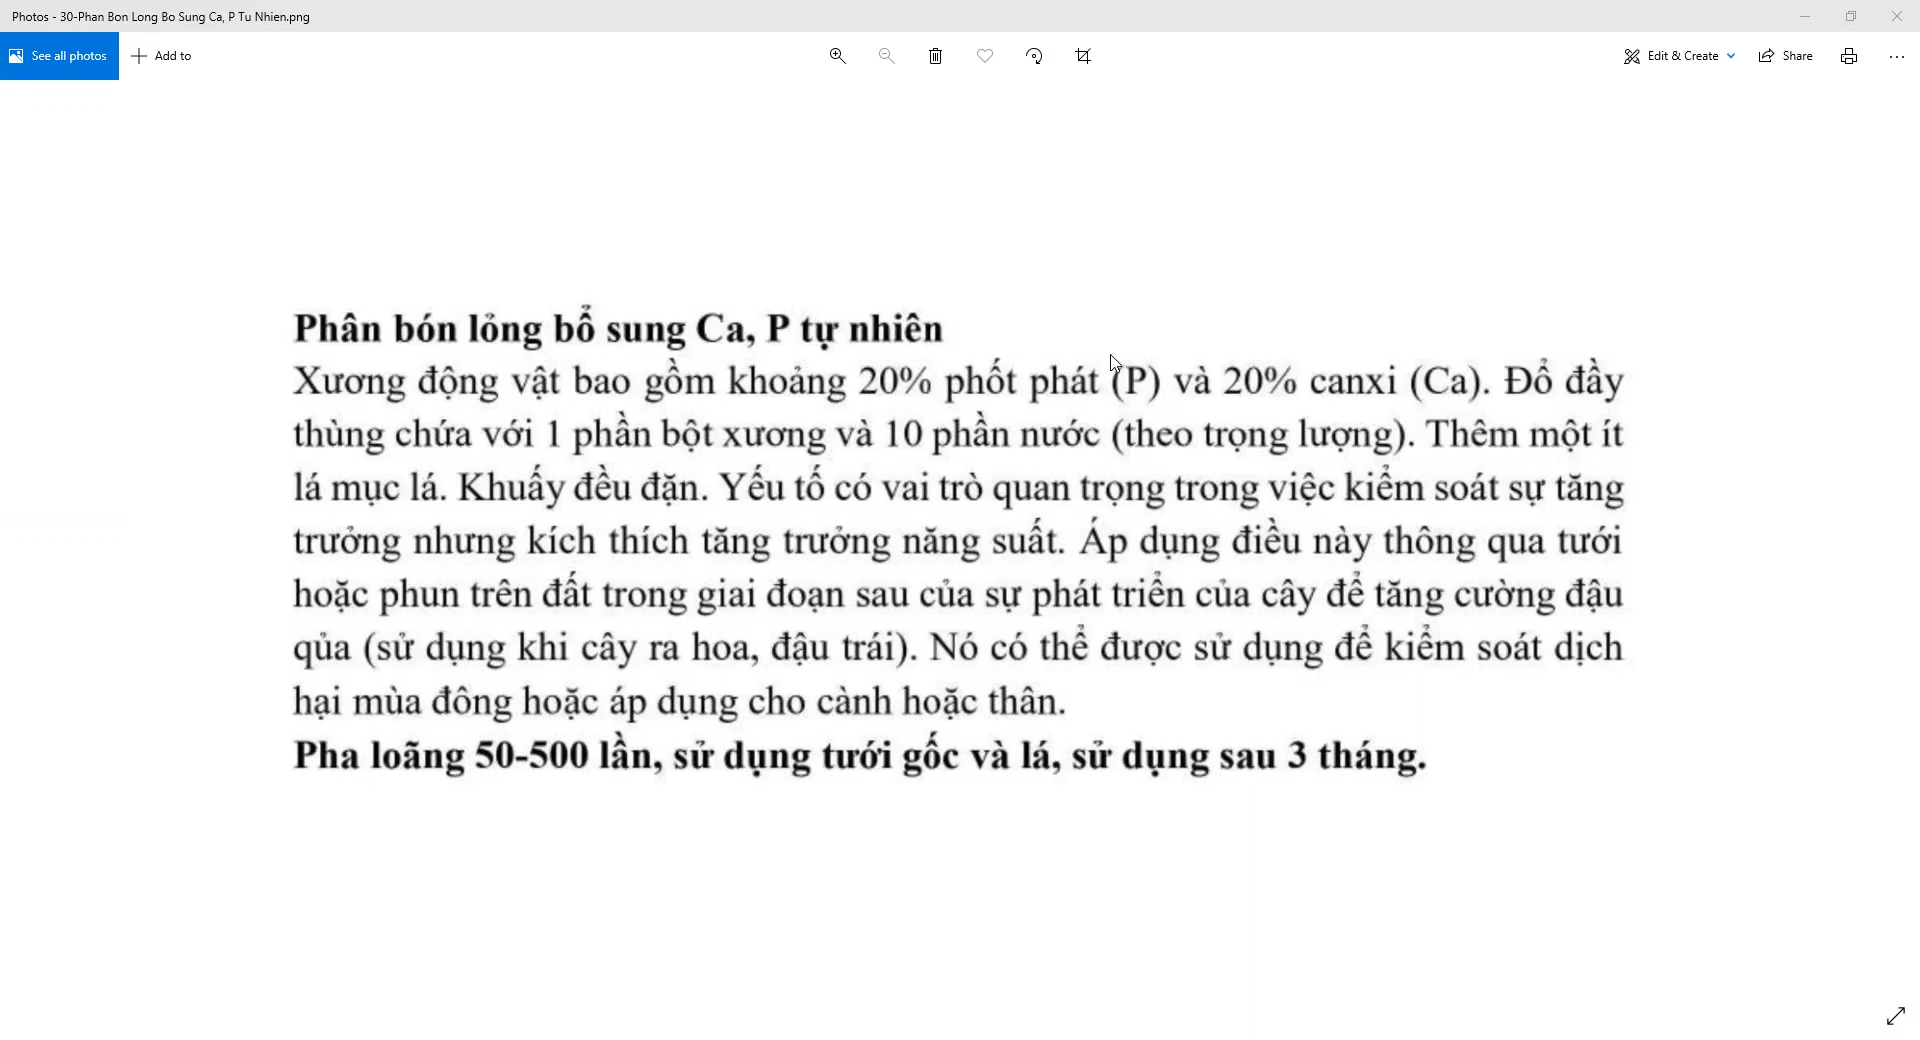 Photos - 30-Phan Bon Long Bo Sung Ca, P Tu Nhien.png
See all photos
Add to
Edit & Create
Share
Phân bón lỏng bổ sung Ca, P tự nhiên
Xương động vật bao gồm khoảng 20% phốt phát (P) và 20% canxi (Ca). Đổ đầy
thùng chứa với 1 phần bột xương và 10 phần nước (theo trọng lượng). Thêm một ít
lá mục lá. Khuấy đều đặn. Yếu tố có vai trò quan trọng trong việc kiểm soát sự tăng
trưởng nhưng kích thích tăng trưởng năng suất. Áp dụng điều này thông qua tưới
hoặc phun trên đất trong giai đoạn sau của sự phát triển của cây để tăng cường đậu
qủa (sử dụng khi cây ra hoa, đậu trái). Nó có thể được sử dụng để kiểm soát dịch
hại mùa đông hoặc áp dụng cho cành hoặc thân.
Pha loãng 50-500 lần, sử dụng tưới gốc và lá, sử dụng sau 3 tháng.